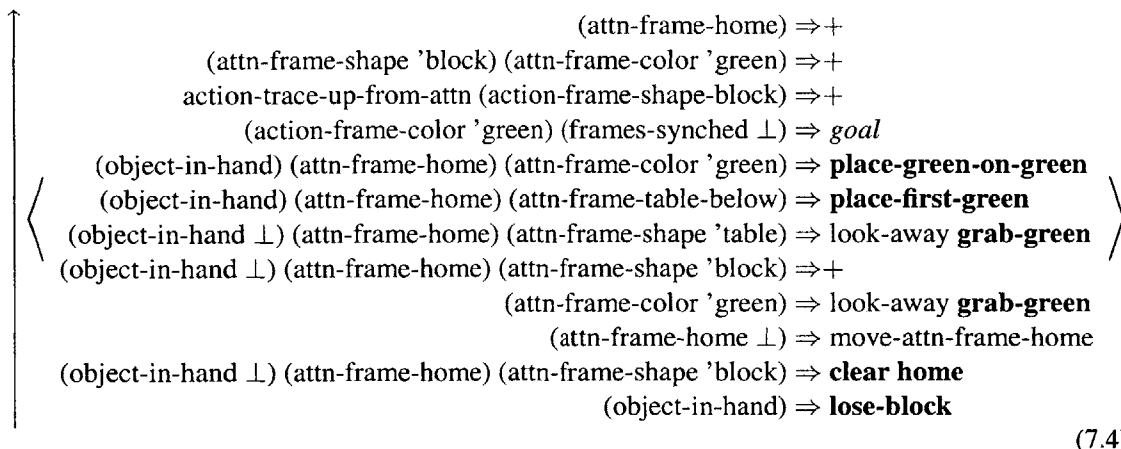 (attn-frame-home) ⇒+
(attn-frame-shape 'block) (attn-frame-color 'green) ⇒+
action-trace-up-from-attn (action-frame-shape-block) ⇒+
(action-frame-color 'green) (frames-synched ⊥) ⇒ goal
(object-in-hand) (attn-frame-home) (attn-frame-color 'green) ⇒ place-green-on-green
(object-in-hand) (attn-frame-home) (attn-frame-table-below) ⇒ place-first-green
(object-in-hand ⊥) (attn-frame-home) (attn-frame-shape 'table) ⇒ look-away grab-green
(object-in-hand ⊥) (attn-frame-home) (attn-frame-shape 'block) ⇒+
(attn-frame-color 'green) ⇒ look-away grab-green
(attn-frame-home ⊥) ⇒ move-attn-frame-home
(object-in-hand ⊥) (attn-frame-home) (attn-frame-shape 'block) ⇒ clear home
(object-in-hand) ⇒ lose-block
(7.4